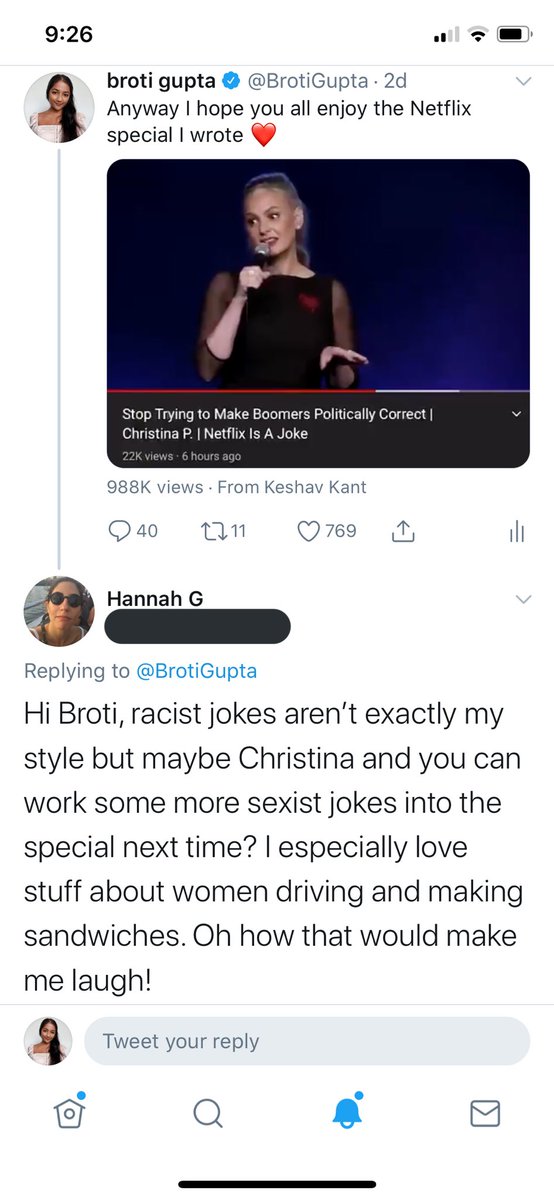 9:26
broti gupta @BrotiGupta · 2d
Anyway I hope you all enjoy the Netflix
special I wrote ❤️
Stop Trying to Make Boomers Politically Correct |
Christina P. | Netflix Is A Joke
22K views · 6 hours ago
988K views · From Keshav Kant
40 11 769
Hannah G
Replying to @BrotiGupta
Hi Broti, racist jokes aren’t exactly my
style but maybe Christina and you can
work some more sexist jokes into the
special next time? I especially love
stuff about women driving and making
sandwiches. Oh how that would make
me laugh!
Tweet your reply